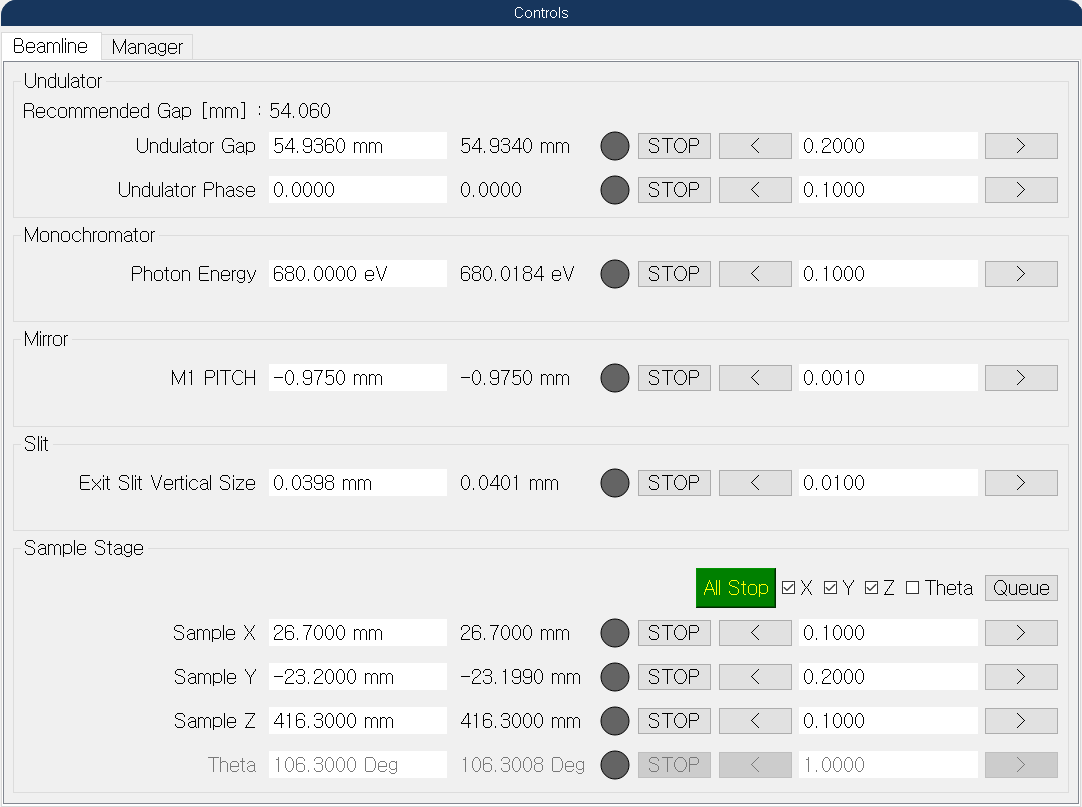 Controls
Beamline Manager
Undulator
Recommended Gap [mm] : 54.060
Undulator Gap 54.9360 mm 54.9340 mm STOP < 0.2000 >
Undulator Phase 0.0000 0.0000 STOP < 0.1000 >
Monochromator
Photon Energy 680.0000 eV 680.0184 eV STOP < 0.1000 >
Mirror
M1 PITCH -0.9750 mm -0.9750 mm STOP < 0.0010 >
Slit
Exit Slit Vertical Size 0.0398 mm 0.0401 mm STOP < 0.0100 >
Sample Stage
All Stop X Y Z Theta Queue
Sample X 26.7000 mm 26.7000 mm STOP < 0.1000 >
Sample Y -23.2000 mm -23.1990 mm STOP < 0.2000 >
Sample Z 416.3000 mm 416.3000 mm STOP < 0.1000 >
Theta 106.3000 Deg 106.3008 Deg STOP < 1.0000 >